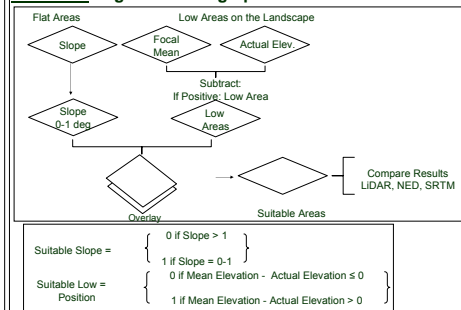 Flat Areas
Low Areas on the Landscape
Slope
Focal
Mean
Actual Elev.
Subtract:
If Positive: Low Area
Slope
0-1 deg
Low
Areas
Overlay
Suitable Areas
Compare Results
LiDAR, NED, SRTM
Suitable Slope =
0 if Slope > 1
1 if Slope = 0-1
Suitable Low =
Position
0 if Mean Elevation - Actual Elevation ≤ 0
1 if Mean Elevation - Actual Elevation > 0